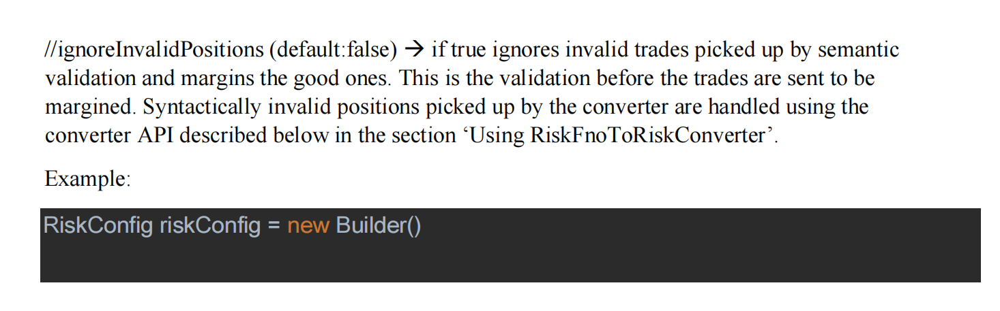 //ignoreInvalidPositions (default:false) → if true ignores invalid trades picked up by semantic
validation and margins the good ones. This is the validation before the trades are sent to be
margined. Syntactically invalid positions picked up by the converter are handled using the
converter API described below in the section ‘Using RiskFnoToRiskConverter’.
Example:
RiskConfig riskConfig = new Builder()